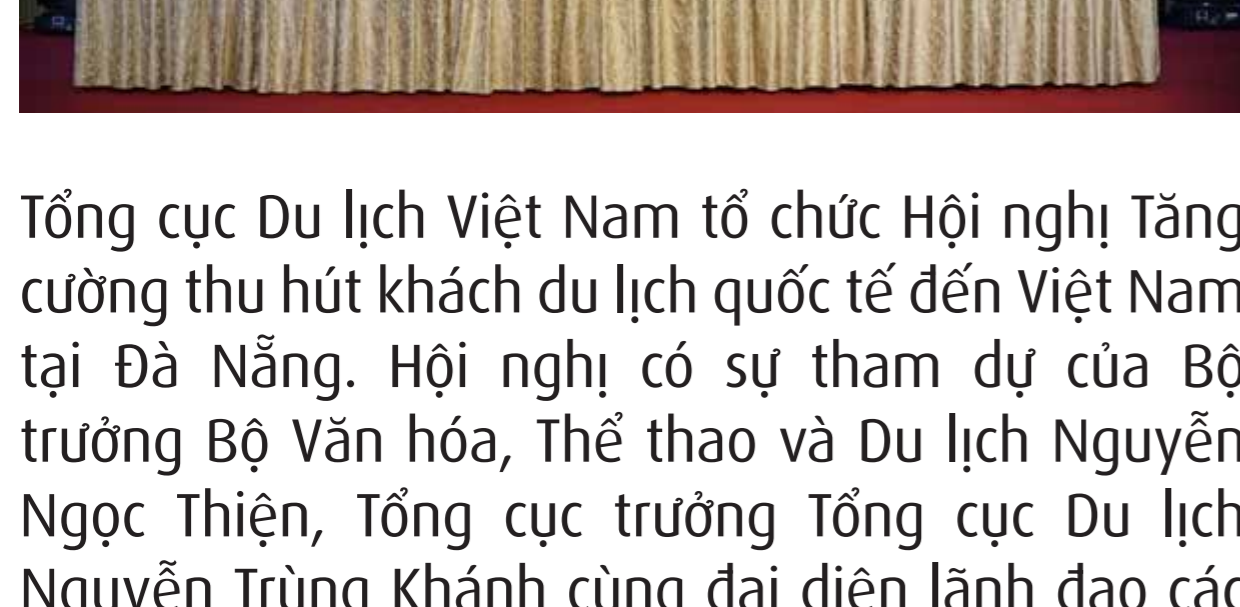 Tổng cục Du lịch Việt Nam tổ chức Hội nghị Tăng
cường thu hút khách du lịch quốc tế đến Việt Nam
tại Đà Nẵng. Hội nghị có sự tham dự của Bộ
trưởng Bộ Văn hóa, Thể thao và Du lịch Nguyễn
Ngọc Thiện, Tổng cục trưởng Tổng cục Du lịch
Nguyễn Trùng Khánh cùng đại diện lãnh đạo các